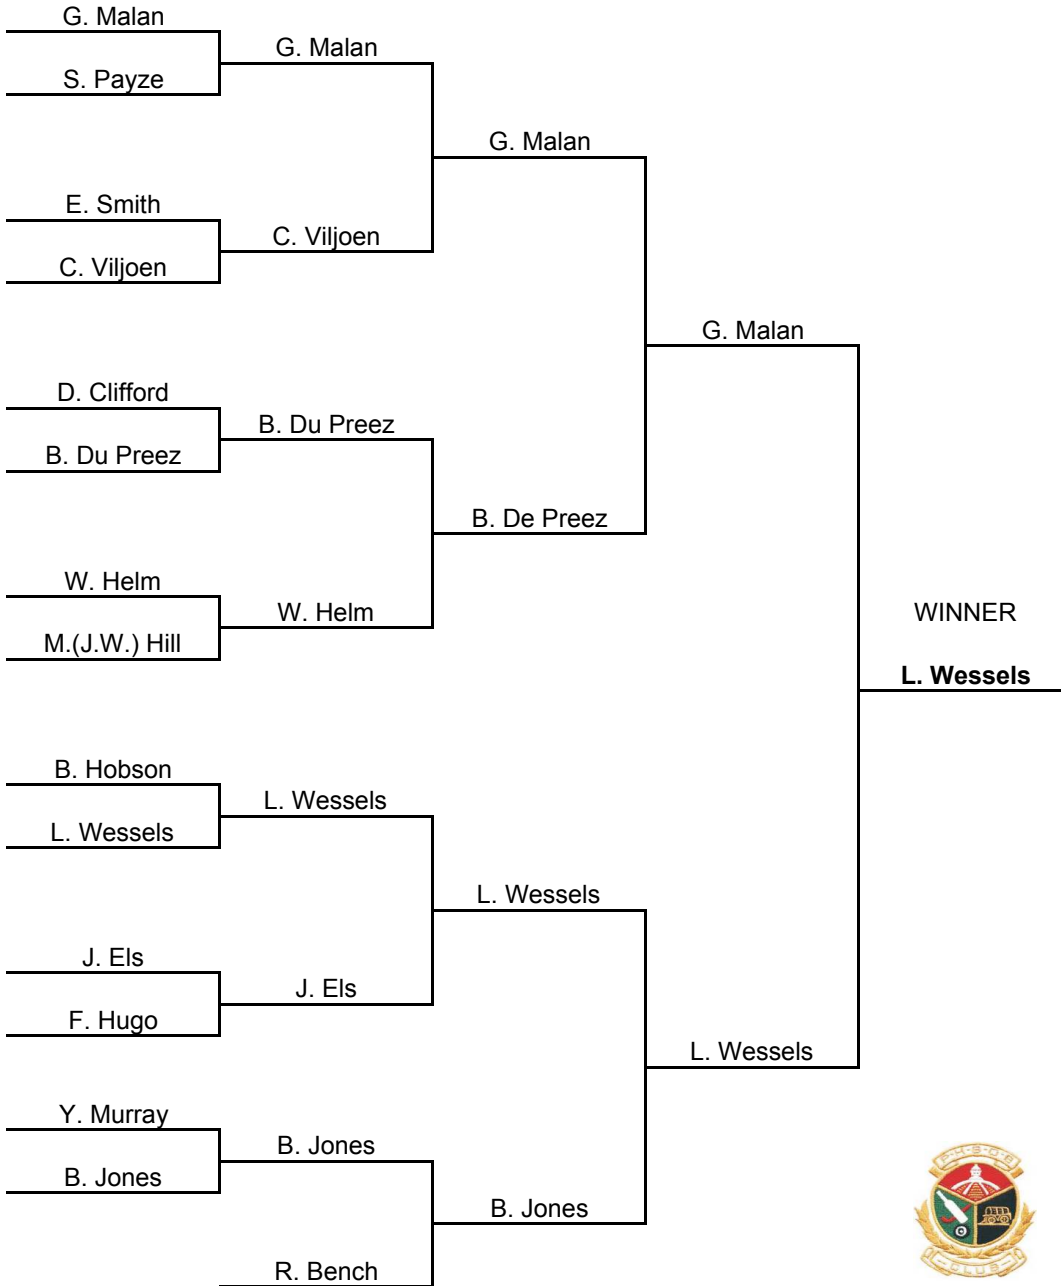 G. Malan
S. Payze
E. Smith
C. Viljoen
D. Clifford
B. Du Preez
W. Helm
M.(J.W.) Hill
B. Hobson
L. Wessels
J. Els
F. Hugo
Y. Murray
B. Jones
G. Malan
C. Viljoen
B. Du Preez
W. Helm
L. Wessels
J. Els
B. Jones
R. Bench
G. Malan
B. De Preez
L. Wessels
B. Jones
G. Malan
L. Wessels
WINNER
L. Wessels
P·H·S·O·B
CLUB